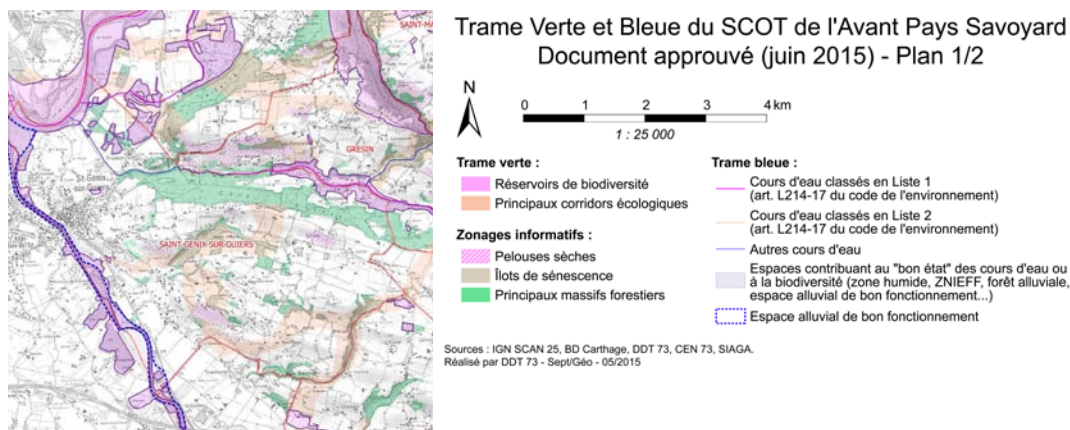 SAINT-MA
GRESIN
St Genix
SAINT-GENIX-SUR-GUIERS
Trame Verte et Bleue du SCOT de l'Avant Pays Savoyard
Document approuvé (juin 2015) - Plan 1/2
N
0 1 2 3 4 km
1 : 25 000
Trame verte :
Réservoirs de biodiversité
Principaux corridors écologiques
Zonages informatifs :
Pelouses sèches
Îlots de sénescence
Principaux massifs forestiers
Trame bleue :
Cours d'eau classés en Liste 1
(art. L214-17 du code de l'environnement)
Cours d'eau classés en Liste 2
(art. L214-17 du code de l'environnement)
Autres cours d'eau
Espaces contribuant au "bon état" des cours d'eau ou
à la biodiversité (zone humide, ZNIEFF, forêt alluviale,
espace alluvial de bon fonctionnement...)
Espace alluvial de bon fonctionnement
Sources : IGN SCAN 25, BD Carthage, DDT 73, CEN 73, SIAGA.
Réalisé par DDT 73 - Sept/Géo - 05/2015